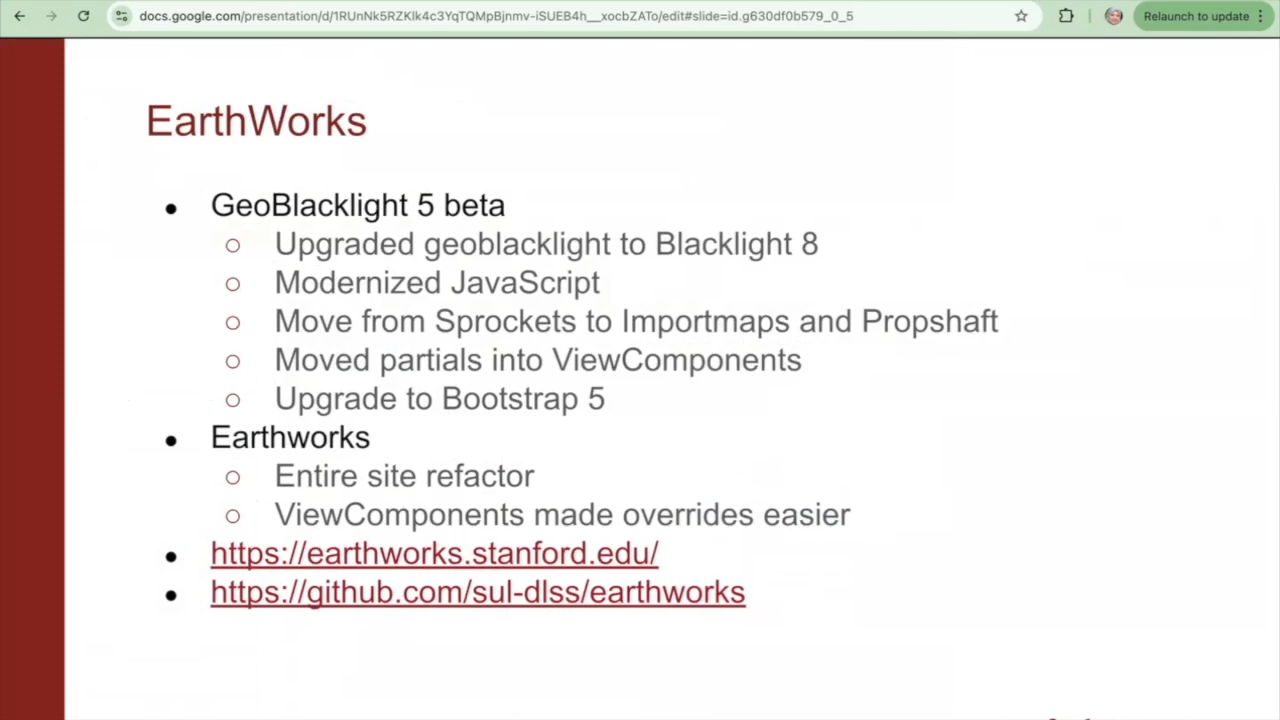 docs.google.com/presentation/d/1RUnNk5RZKlk4c3YqTQMpBjnmv-iSUEB4h__xocbZATo/edit#slide=id.g630df0b579_0_5
Relaunch to update
EarthWorks
● GeoBlacklight 5 beta
○ Upgraded geoblacklight to Blacklight 8
○ Modernized JavaScript
○ Move from Sprockets to Importmaps and Propshaft
○ Moved partials into ViewComponents
○ Upgrade to Bootstrap 5
● Earthworks
○ Entire site refactor
○ ViewComponents made overrides easier
● https://earthworks.stanford.edu/
● https://github.com/sul-dlss/earthworks